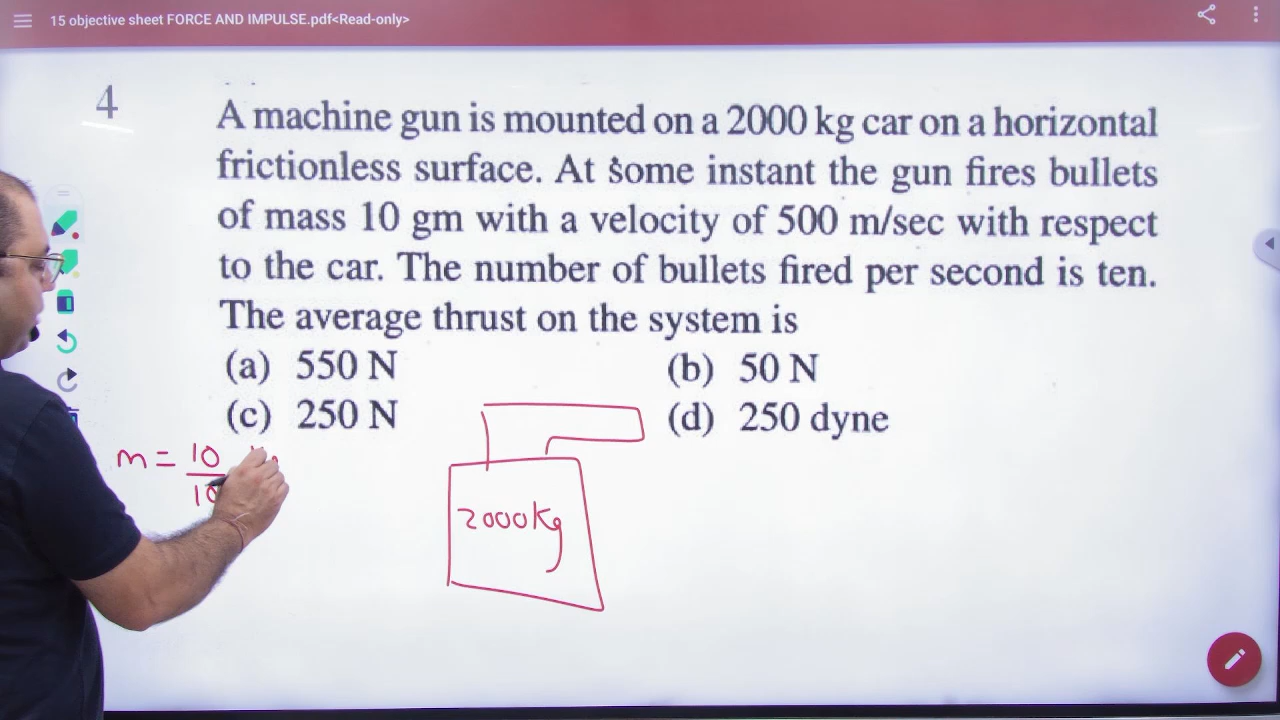 15 objective sheet FORCE AND IMPULSE.pdf<Read-only>
4
A machine gun is mounted on a 2000 kg car on a horizontal
frictionless surface. At some instant the gun fires bullets
of mass 10 gm with a velocity of 500 m/sec with respect
to the car. The number of bullets fired per second is ten.
The average thrust on the system is
(a) 550 N (b) 50 N
(c) 250 N (d) 250 dyne
m = 10
10
2000kg